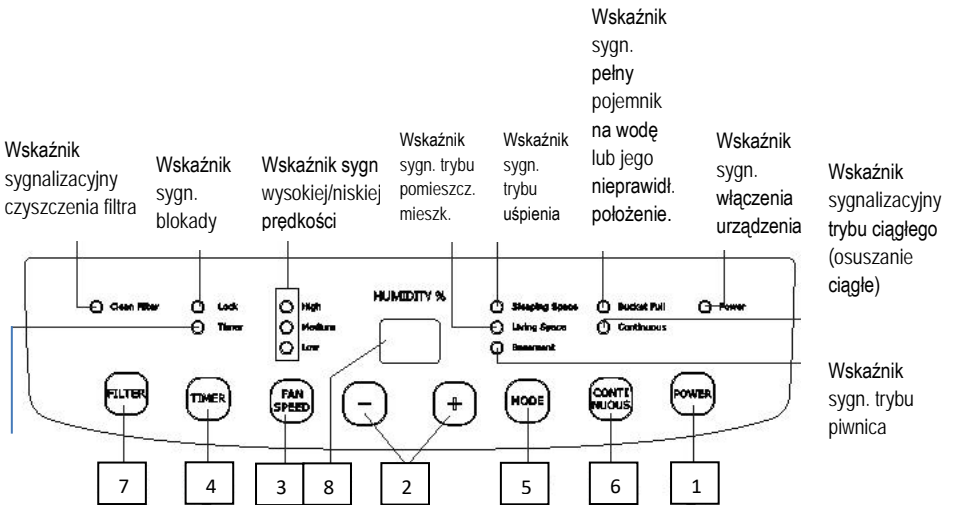 Wskaźnik
sygn.
pełny
pojemnik
na wodę
lub jego
nieprawidł.
położenie.
Wskaźnik
sygnalizacyjny
czyszczenia filtra
Wskaźnik
sygn.
blokady
Wskaźnik sygn
wysokiej/niskiej
prędkości
Wskaźnik
sygn. trybu
pomieszcz.
mieszk.
Wskaźnik
sygn.
trybu
uśpienia
Wskaźnik
sygn.
włączenia
urządzenia
Wskaźnik
sygnalizacyjny
trybu ciągłego
(osuszanie
ciągłe)
Clean Filter
Lock
Timer
High
Medium
Low
HUMIDITY %
Sleeping Space
Living Space
Basement
Bucket Full
Continuous
Power
Wskaźnik
sygn. trybu
piwnica
FILTER
TIMER
FAN
SPEED
−
+
MODE
CONTI
NUOUS
POWER
7
4
3
8
2
5
6
1